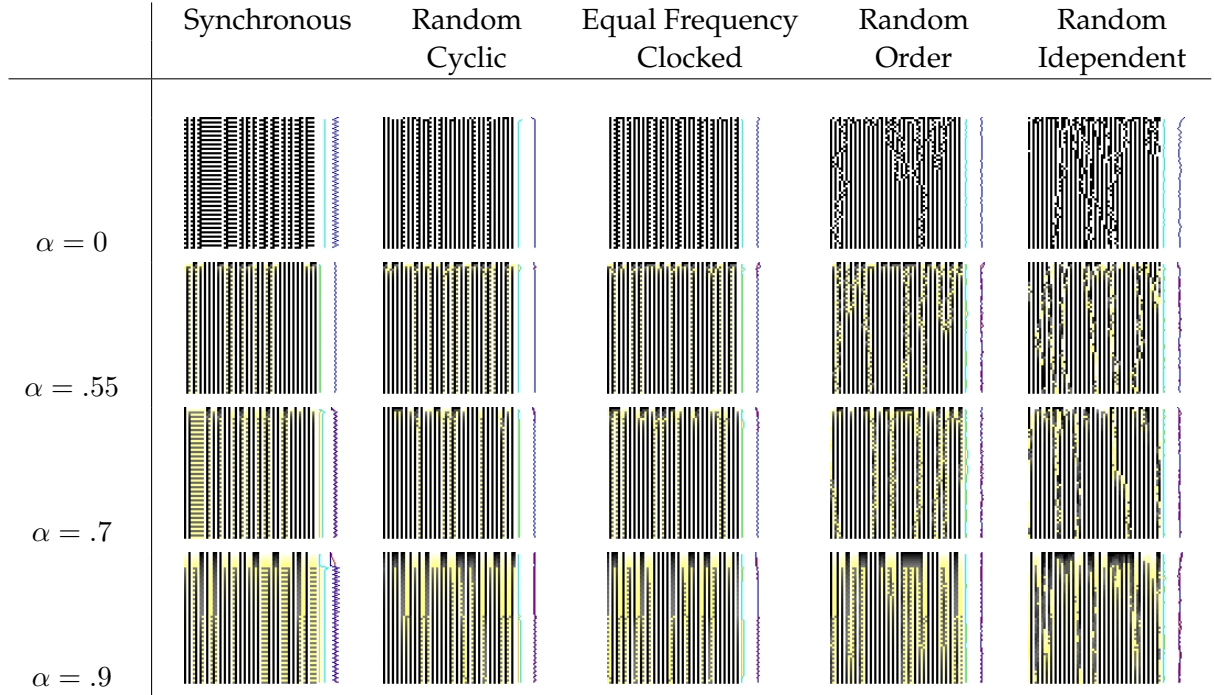 Synchronous Random Equal Frequency Random Random
Cyclic Clocked Order Idependent
α = 0
α = .55
α = .7
α = .9